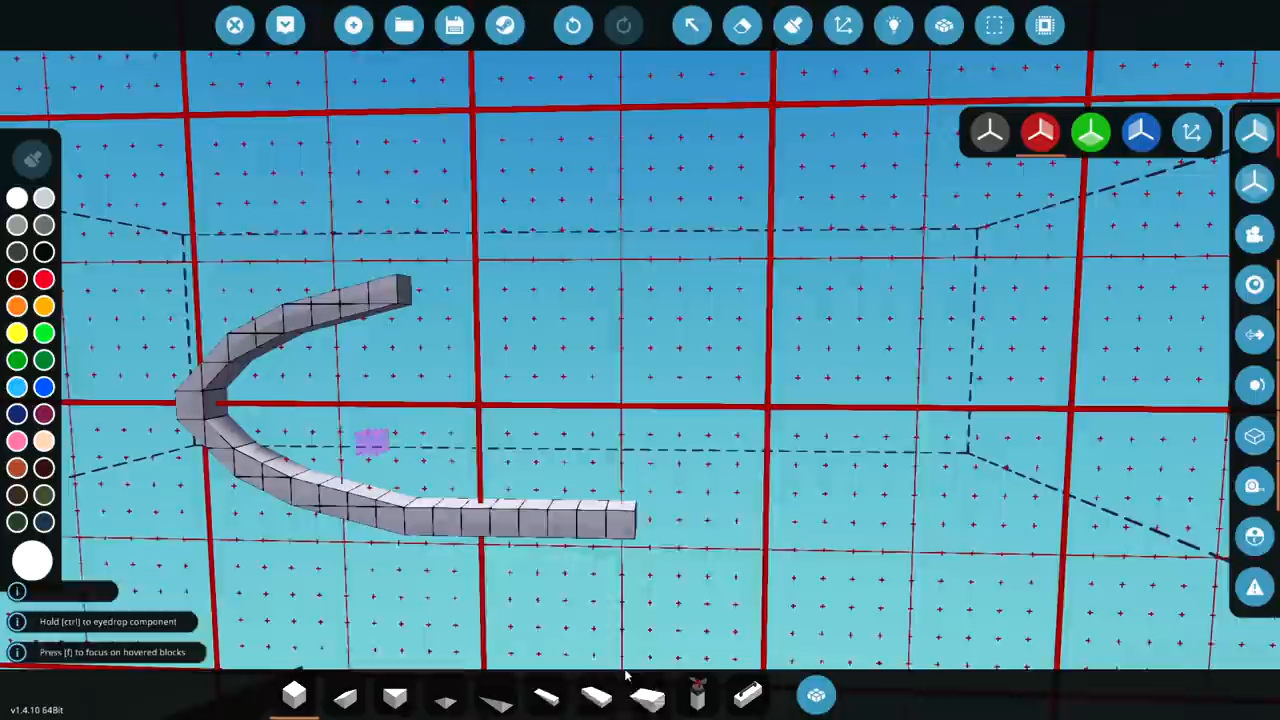 Hold [ctrl] to eyedrop component
Press [f] to focus on hovered blocks
v1.4.10 64Bit